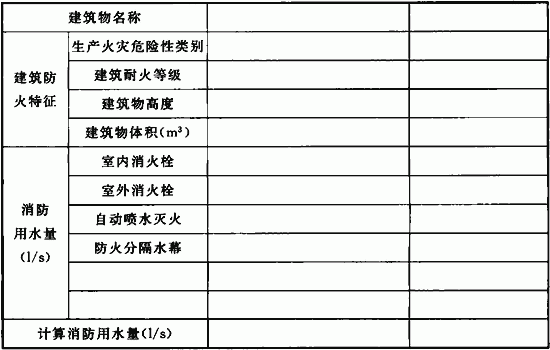 建筑物名称
建筑防
火特征
生产火灾危险性类别
建筑耐火等级
建筑物高度
建筑物体积(m³)
消防
用水量
(l/s)
室内消火栓
室外消火栓
自动喷水灭火
防火分隔水幕
计算消防用水量(l/s)